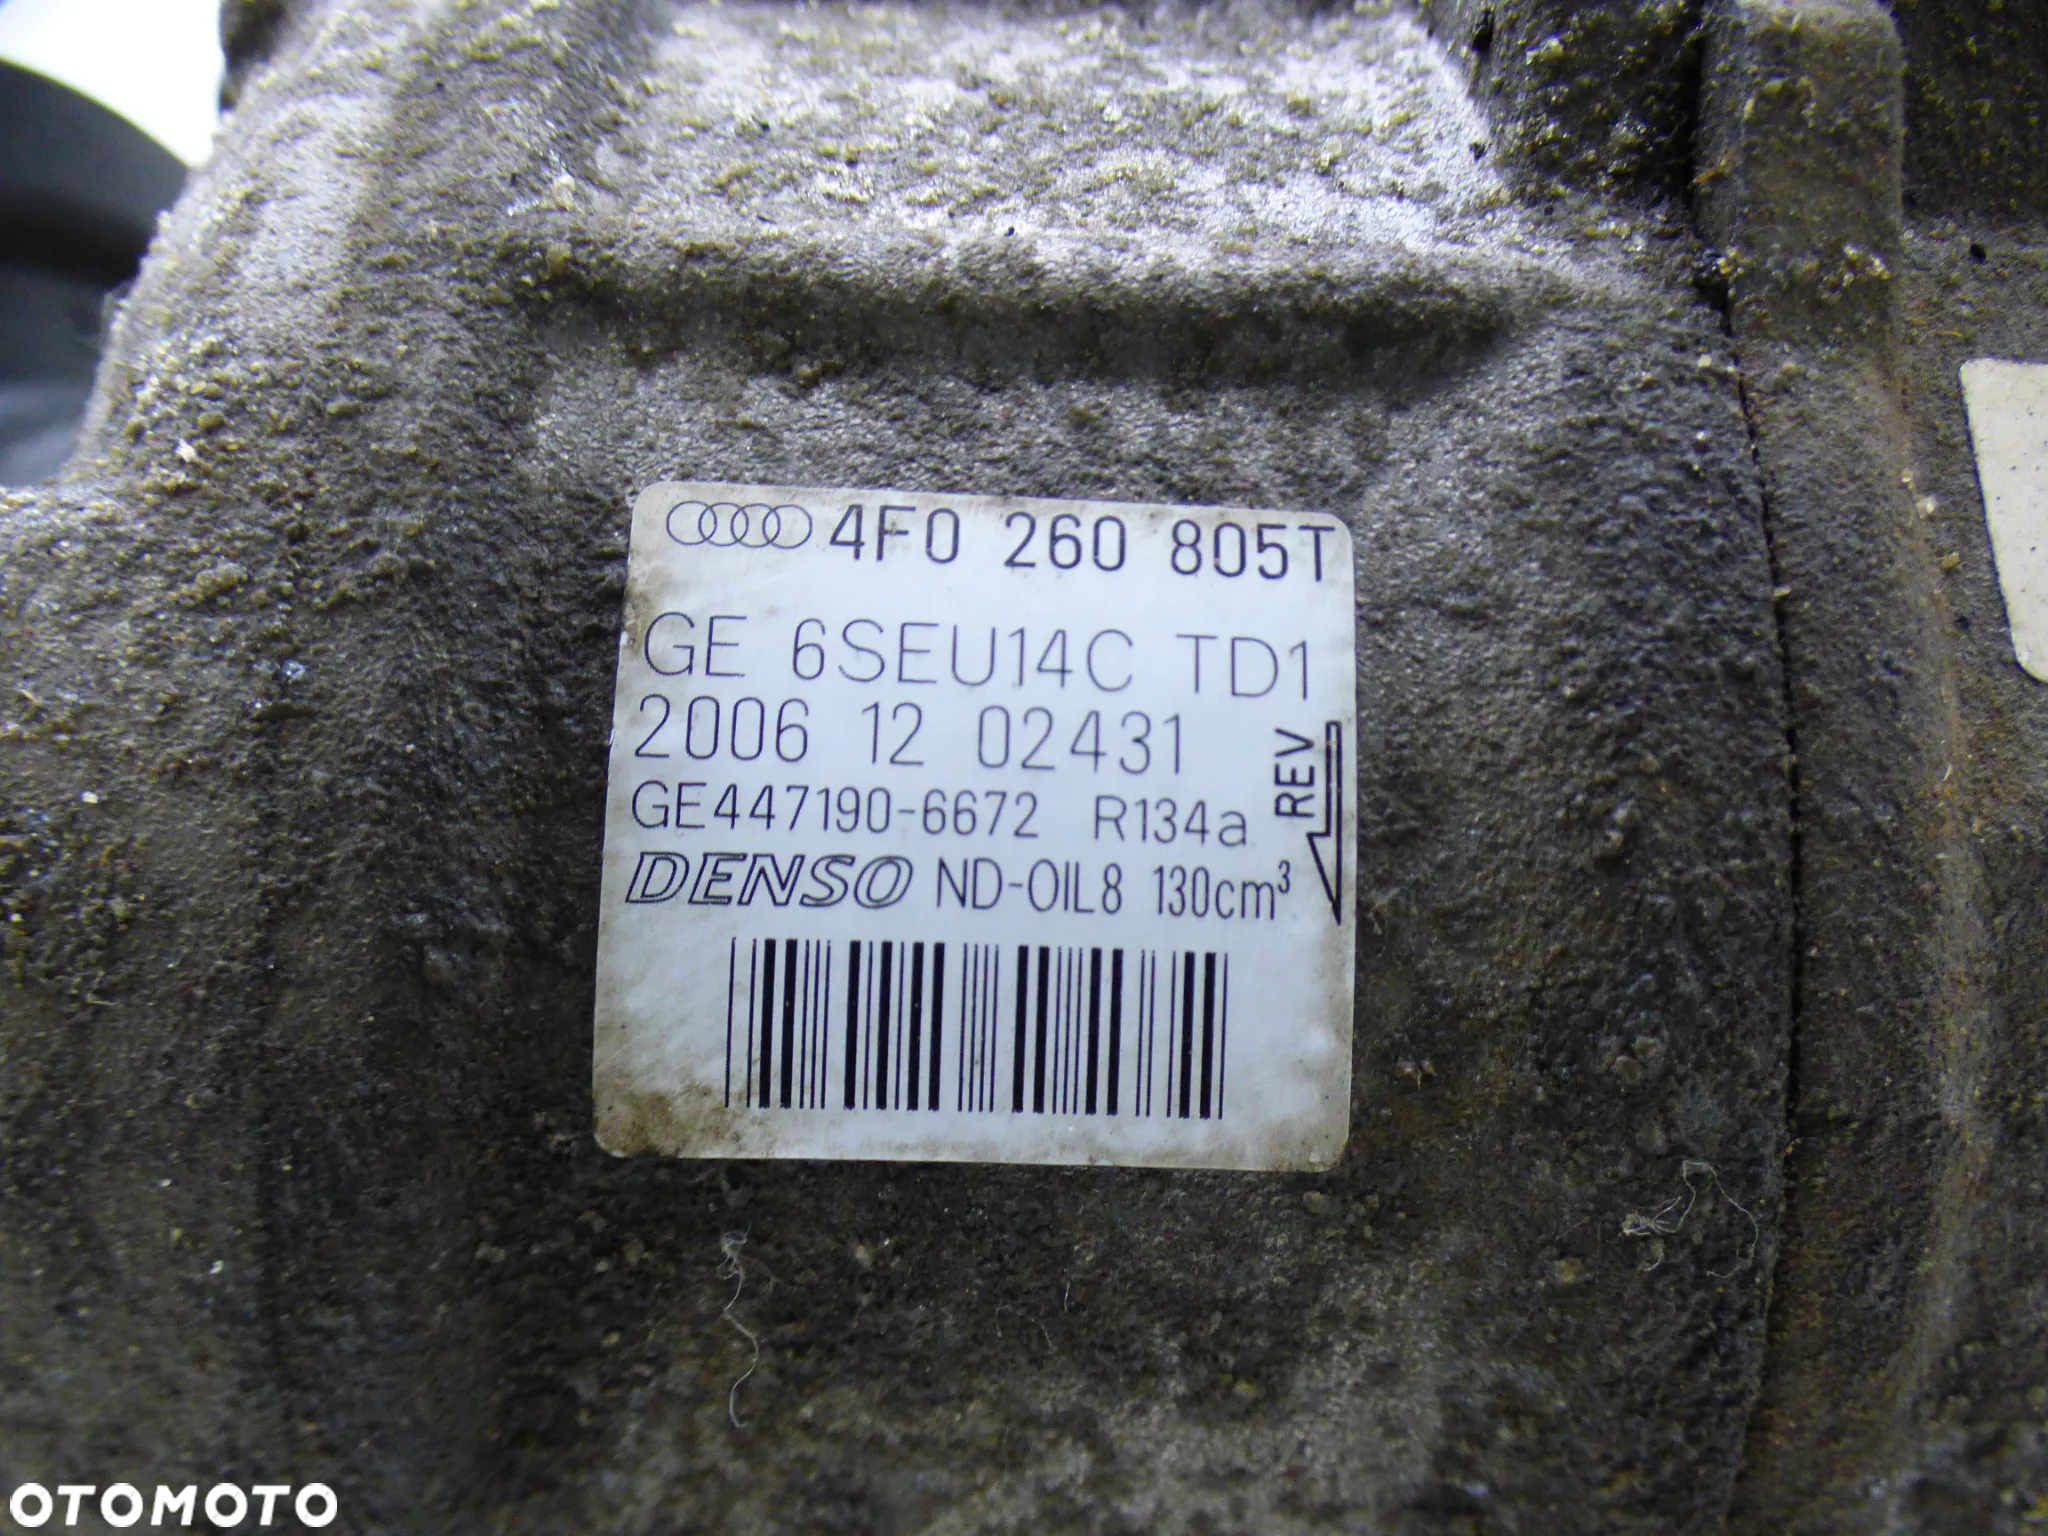 4F0 260 805T
GE 6SEU14C TD1
2006 12 02431
GE447190-6672 R134a
REV
DENSO ND-OIL8 130cm³
OTOMOTO